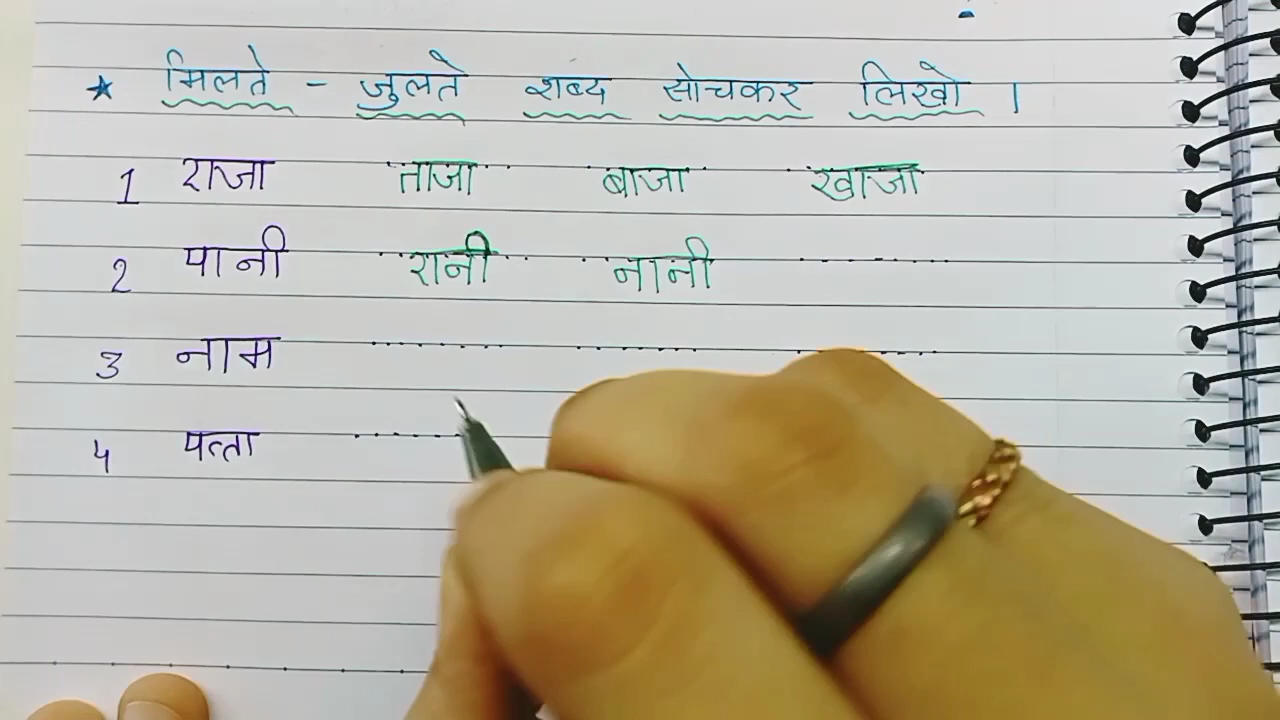 ★ मिलते - जुलते शब्द सोचकर लिखो ।
1 राजा ताजा बाजा खाजा
2 पानी रानी नानी ..........
3 नाम .......... .......... ..........
4 पत्ता ..........